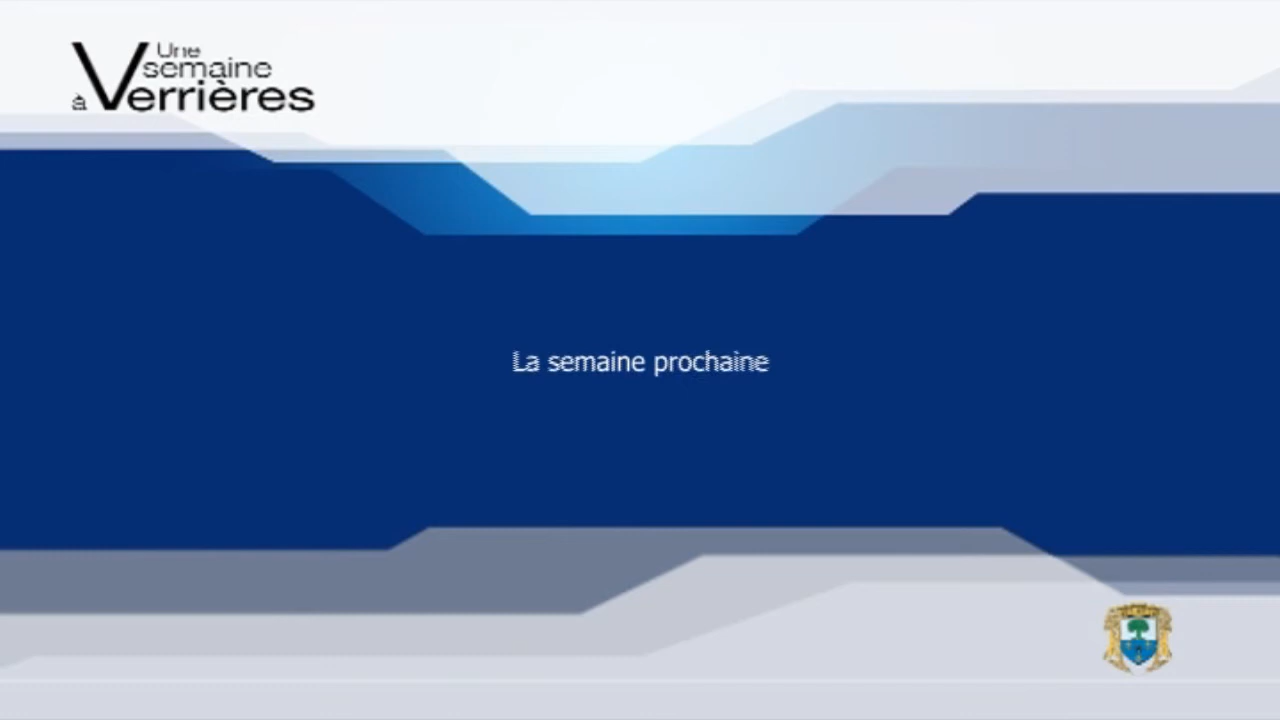 Une
semaine
à Verrières
La semaine prochaine